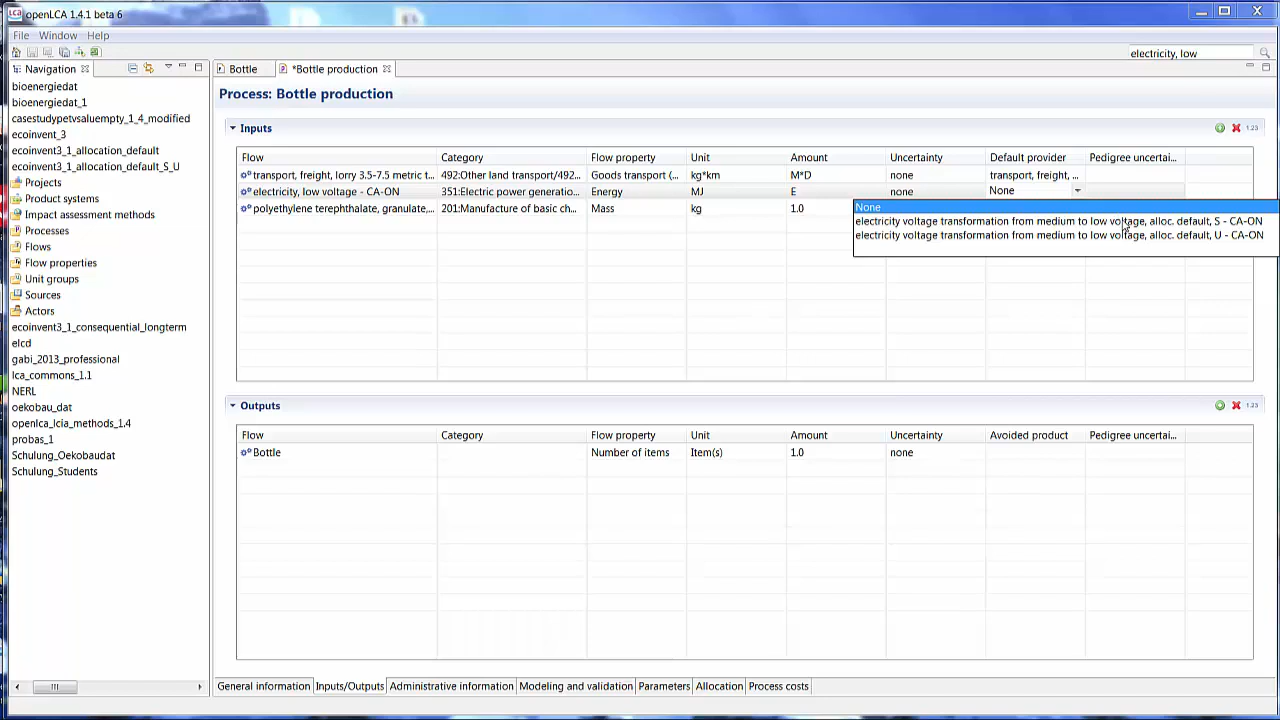 openLCA 1.4.1 beta 6
File Window Help
electricity, low
Navigation
Bottle *Bottle production
bioenergiedat
bioenergiedat_1
casestudypetvsaluempty_1_4_modified
ecoinvent_3
ecoinvent3_1_allocation_default
ecoinvent3_1_allocation_default_S_U
Projects
Product systems
Impact assessment methods
Processes
Flows
Flow properties
Unit groups
Sources
Actors
ecoinvent3_1_consequential_longterm
elcd
gabi_2013_professional
lca_commons_1.1
NERL
oekobau_dat
openlca_lcia_methods_1.4
probas_1
Schulung_Oekobaudat
Schulung_Students
Process: Bottle production
Inputs
1.23
Flow Category Flow property Unit Amount Uncertainty Default provider Pedigree uncertai...
transport, freight, lorry 3.5-7.5 metric t... 492:Other land transport/492... Goods transport (... kg*km M*D none transport, freight, ...
electricity, low voltage - CA-ON 351:Electric power generatio... Energy MJ E none None
polyethylene terephthalate, granulate,... 201:Manufacture of basic ch... Mass kg 1.0
None
electricity voltage transformation from medium to low voltage, alloc. default, S - CA-ON
electricity voltage transformation from medium to low voltage, alloc. default, U - CA-ON
Outputs
1.23
Flow Category Flow property Unit Amount Uncertainty Avoided product Pedigree uncertai...
Bottle Number of items Item(s) 1.0 none
General information Inputs/Outputs Administrative information Modeling and validation Parameters Allocation Process costs